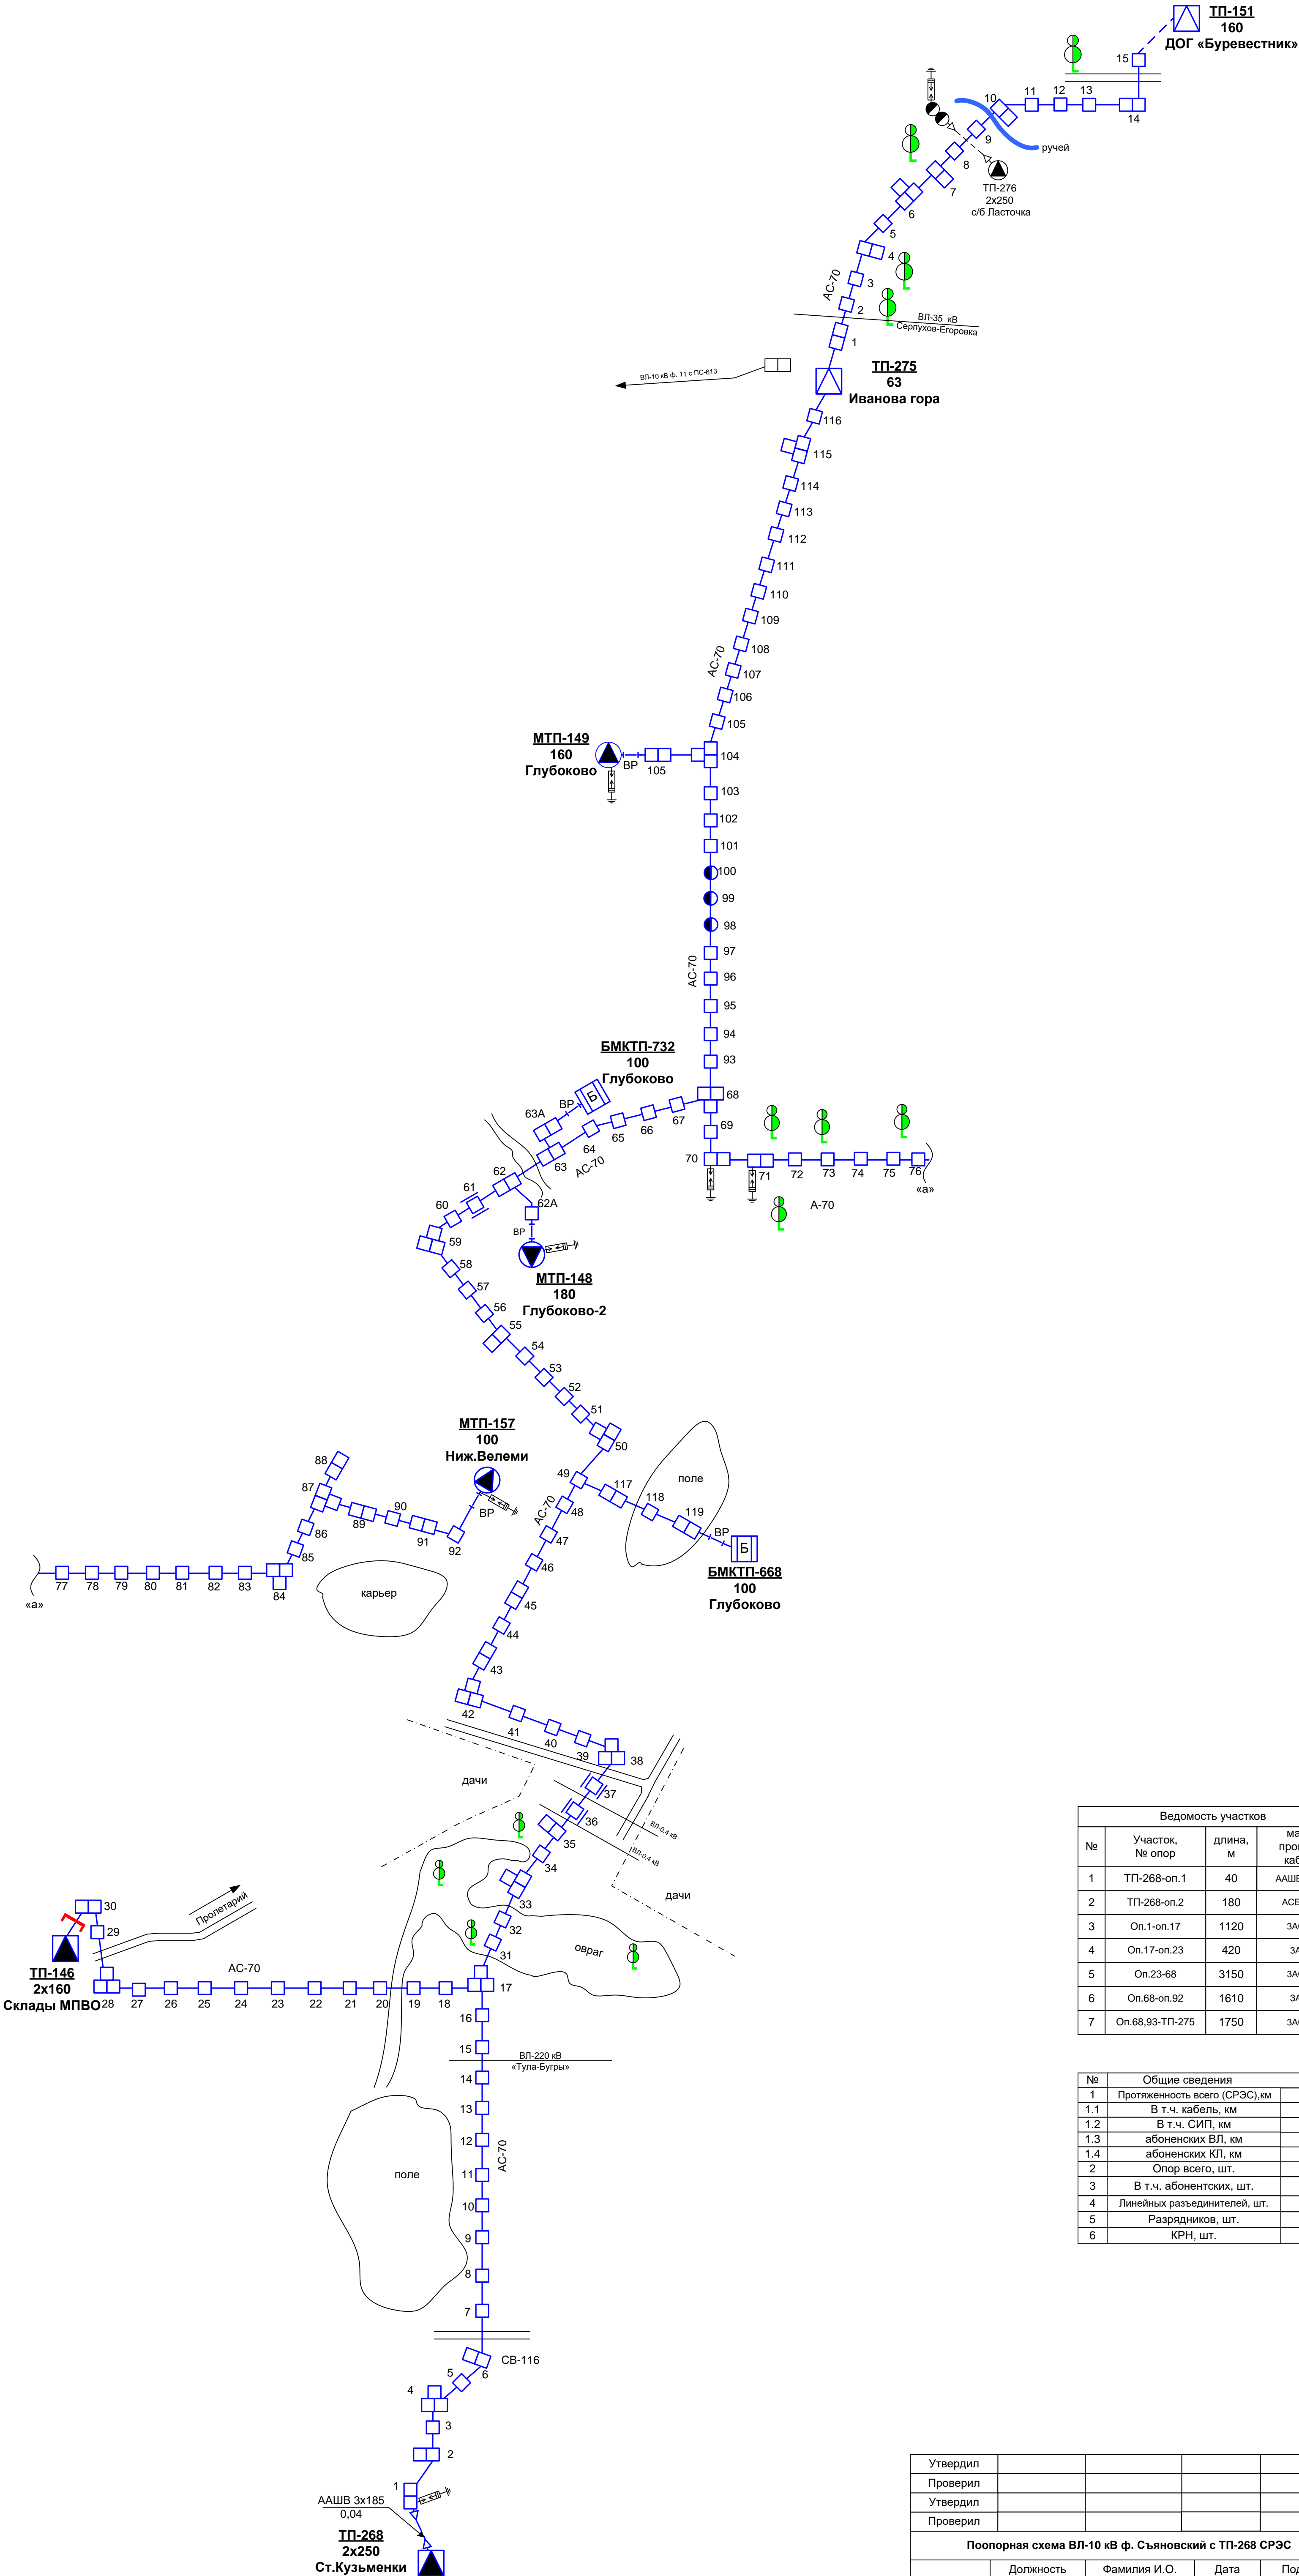 ТП-151
160
ДОГ «Буревестник»
15
10
11
12
13
14
9
ручей
8
7
ТП-276
2х250
с/б Ласточка
6
5
4
3
АС-70
2
ВЛ-35 кВ
Серпухов-Егоровка
1
ВЛ-10 кВ ф. 11 с ПС-613
ТП-275
63
Иванова гора
116
115
114
113
112
111
110
109
108
АС-70
107
106
105
МТП-149
160
Глубоково
ВР
105
104
103
102
101
100
99
98
97
АС-70
96
95
94
93
БМКТП-732
100
Глубоково
Б
ВР
63А
68
67
66
65
64
63
АС-70
69
70
71
72
73
74
75
76
«а»
А-70
62
61
62А
60
ВР
59
МТП-148
180
Глубоково-2
58
57
56
55
54
53
52
51
50
МТП-157
100
Ниж.Велеми
ВР
88
87
89
90
91
92
86
85
77
78
79
80
81
82
83
84
«а»
карьер
49
117
поле
118
119
ВР
Б
БМКТП-668
100
Глубоково
48
АС-70
47
46
45
44
43
42
41
40
39
38
дачи
37
36
ВЛ-0,4 кВ
35
ВЛ-0,4 кВ
34
33
дачи
32
31
овраг
30
29
Пролетарий
ТП-146
2х160
Склады МПВО
АС-70
28
27
26
25
24
23
22
21
20
19
18
17
16
15
ВЛ-220 кВ
«Тула-Бугры»
14
13
12
АС-70
11
поле
10
9
8
7
СВ-116
6
5
4
3
2
1
ААШВ 3х185
0,04
ТП-268
2х250
Ст.Кузьменки
Ведомость участков
№ Участок, № опор длина, м
1 ТП-268-оп.1 40
2 ТП-268-оп.2 180
3 Оп.1-оп.17 1120
4 Оп.17-оп.23 420
5 Оп.23-68 3150
6 Оп.68-оп.92 1610
7 Оп.68,93-ТП-275 1750
№ Общие сведения
1 Протяженность всего (СРЭС),км
1.1 В т.ч. кабель, км
1.2 В т.ч. СИП, км
1.3 абоненских ВЛ, км
1.4 абоненских КЛ, км
2 Опор всего, шт.
3 В т.ч. абонентских, шт.
4 Линейных разъединителей, шт.
5 Разрядников, шт.
6 КРН, шт.
Утвердил
Проверил
Утвердил
Проверил
Поопорная схема ВЛ-10 кВ ф. Съяновский с ТП-268 СРЭС
Должность Фамилия И.О. Дата